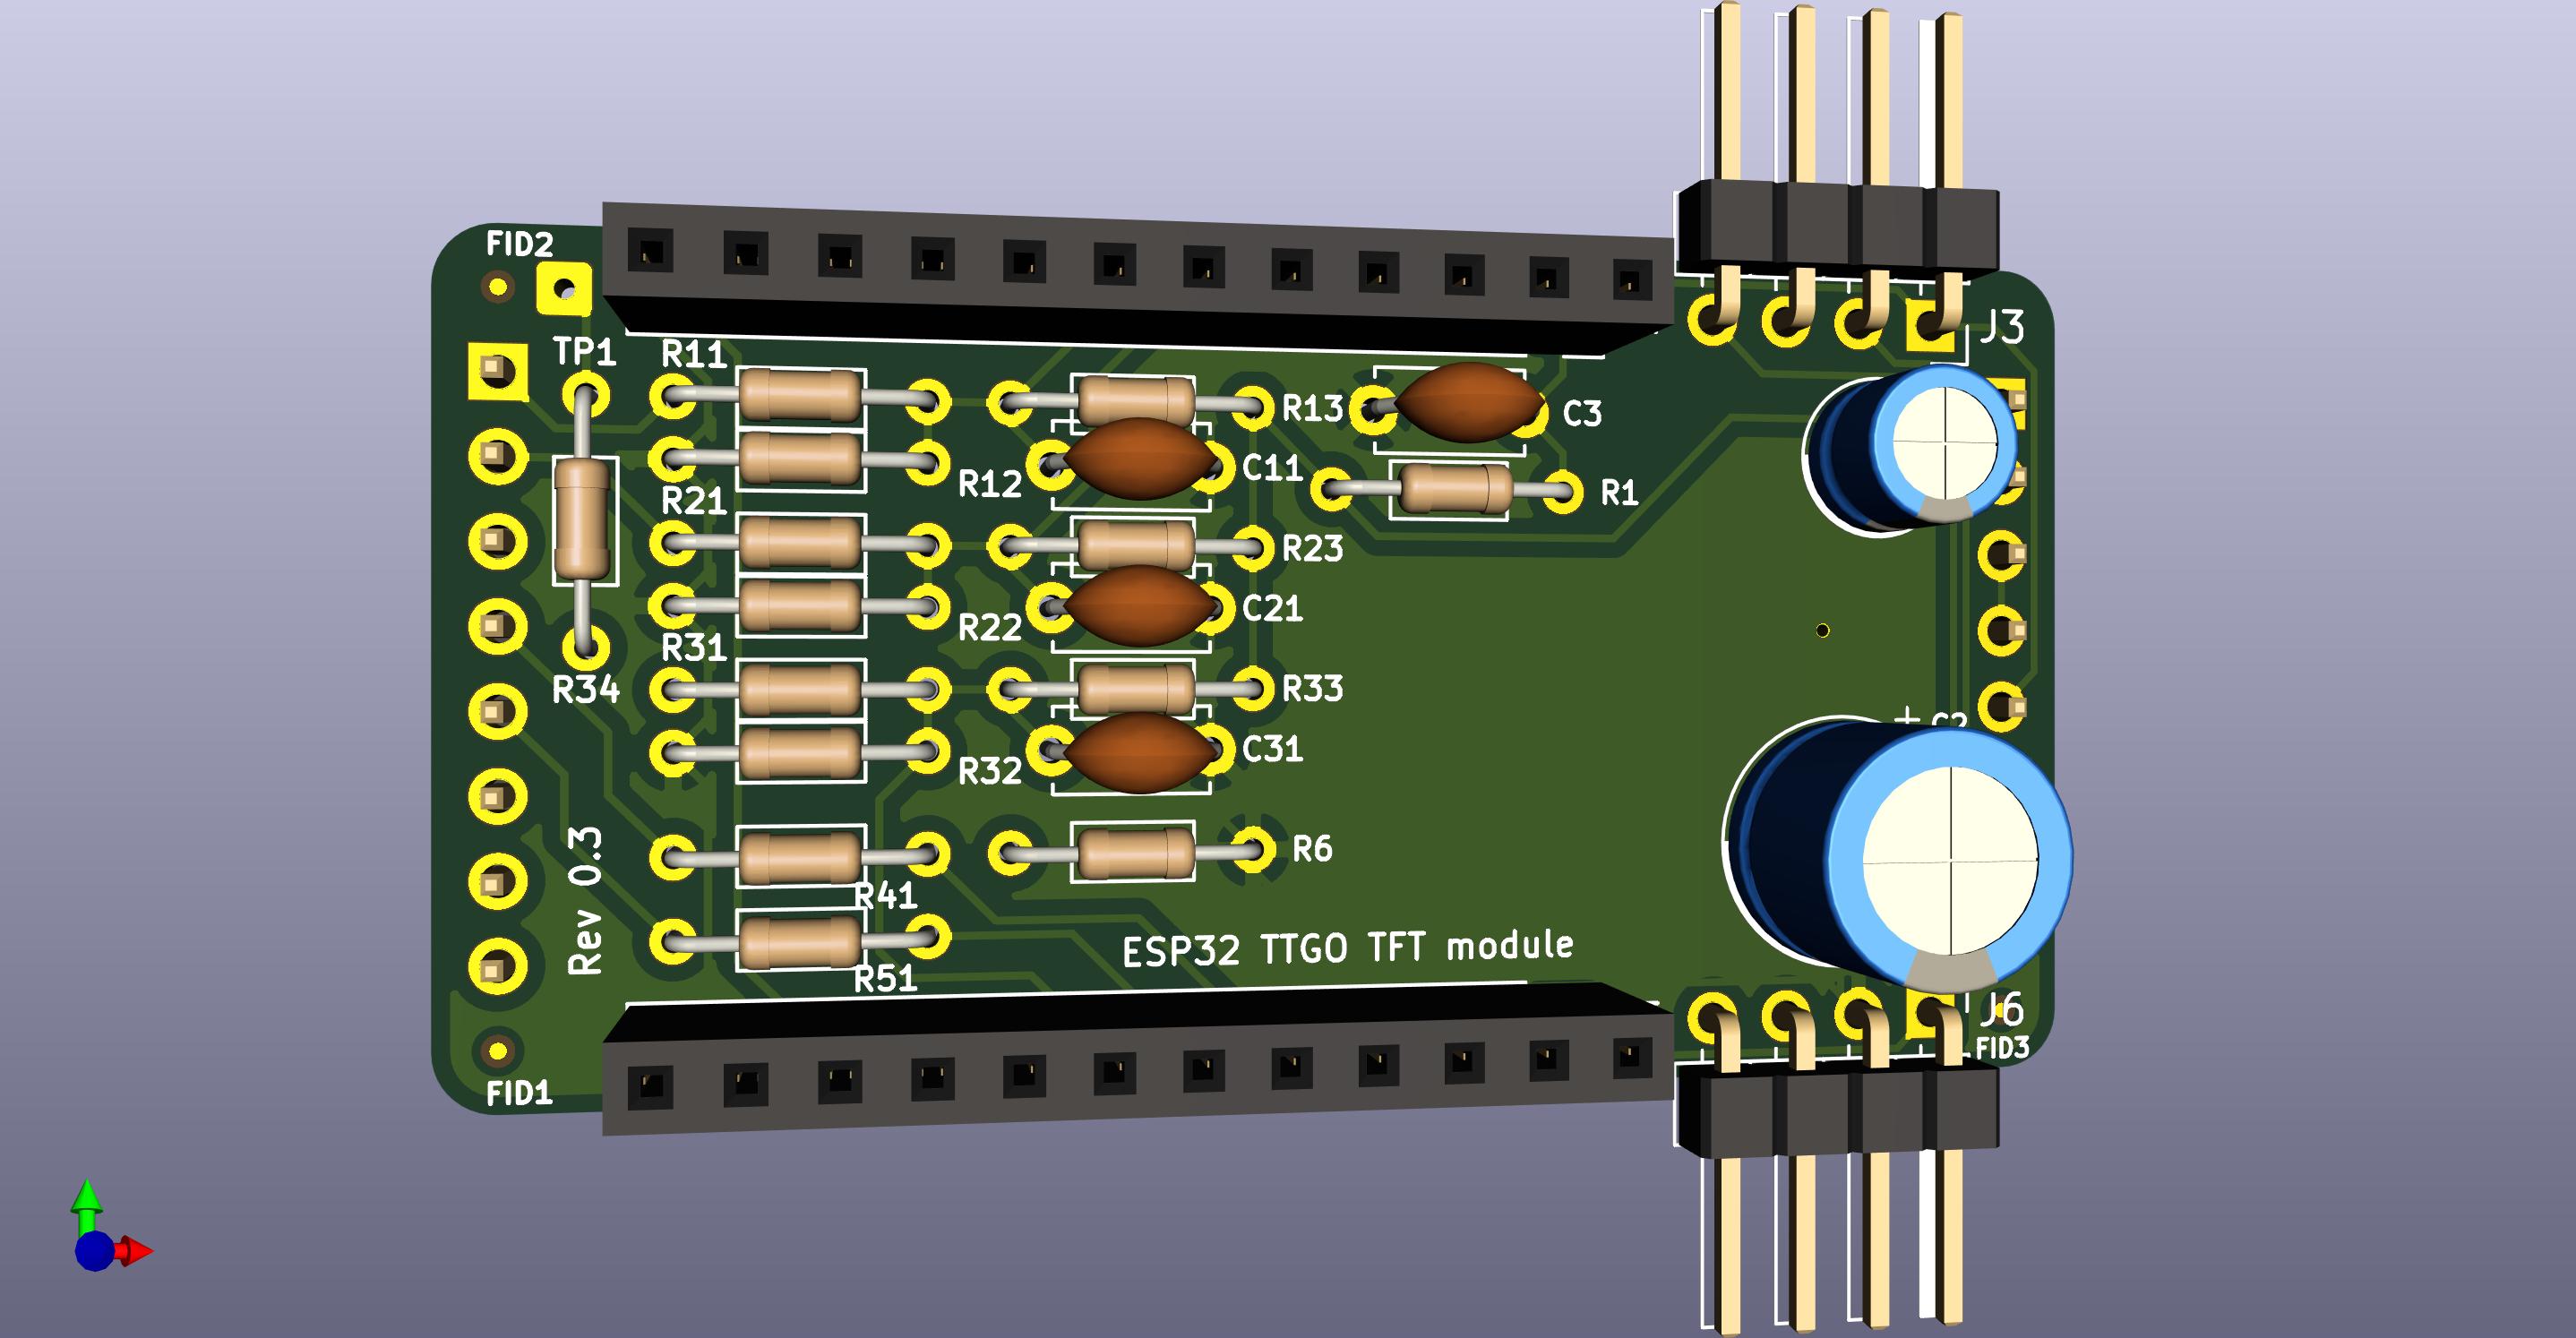 FID2
J3
TP1
R11
R13
C3
C11
R12
R1
R21
R23
C21
R22
R31
R33
R34
+ C2
C31
R32
R6
Rev 0.3
R41
ESP32 TTGO TFT module
R51
J6
FID3
FID1